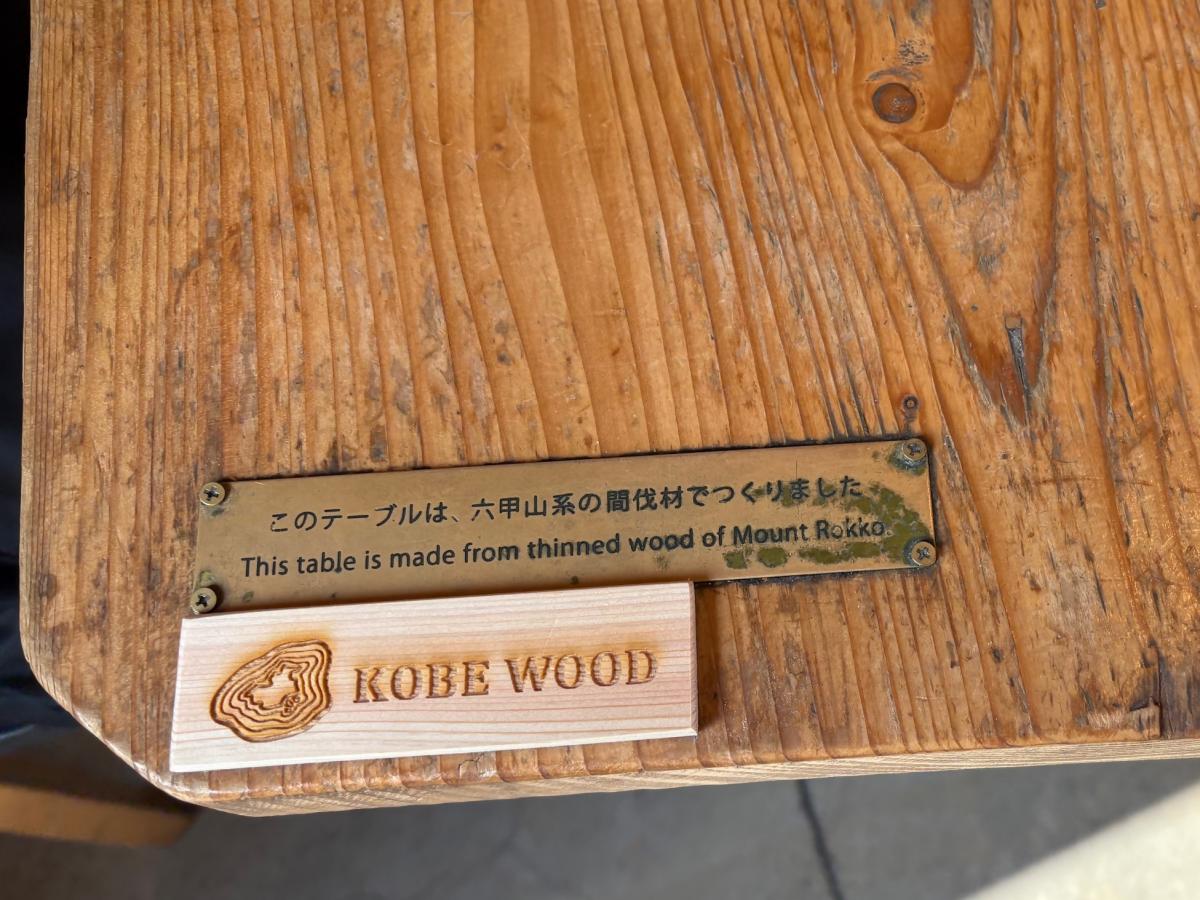 このテーブルは、六甲山系の間伐材でつくりました
This table is made from thinned wood of Mount Rokko.
KOBE WOOD